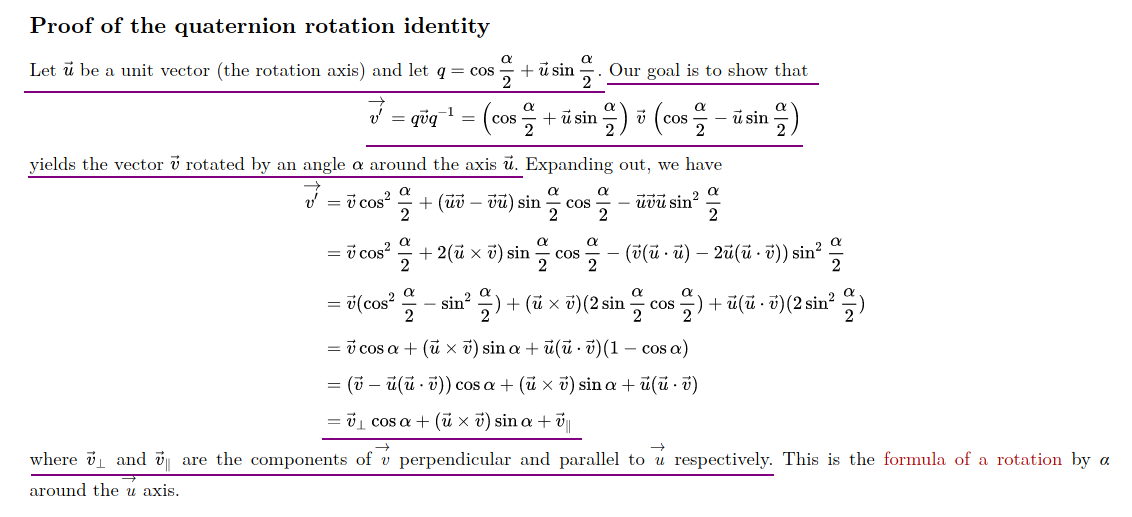 Proof of the quaternion rotation identity
Let $\vec{u}$ be a unit vector (the rotation axis) and let $q = \cos\frac{\alpha}{2} + \vec{u}\sin\frac{\alpha}{2}$. Our goal is to show that
$\overrightarrow{v'} = q\vec{v}q^{-1} = \left(\cos\frac{\alpha}{2} + \vec{u}\sin\frac{\alpha}{2}\right)\vec{v}\left(\cos\frac{\alpha}{2} - \vec{u}\sin\frac{\alpha}{2}\right)$
yields the vector $\vec{v}$ rotated by an angle $\alpha$ around the axis $\vec{u}$. Expanding out, we have
$\overrightarrow{v'} = \vec{v}\cos^2\frac{\alpha}{2} + (\vec{u}\vec{v} - \vec{v}\vec{u})\sin\frac{\alpha}{2}\cos\frac{\alpha}{2} - \vec{u}\vec{v}\vec{u}\sin^2\frac{\alpha}{2}$
$= \vec{v}\cos^2\frac{\alpha}{2} + 2(\vec{u}\times\vec{v})\sin\frac{\alpha}{2}\cos\frac{\alpha}{2} - (\vec{v}(\vec{u}\cdot\vec{u}) - 2\vec{u}(\vec{u}\cdot\vec{v}))\sin^2\frac{\alpha}{2}$
$= \vec{v}(\cos^2\frac{\alpha}{2} - \sin^2\frac{\alpha}{2}) + (\vec{u}\times\vec{v})(2\sin\frac{\alpha}{2}\cos\frac{\alpha}{2}) + \vec{u}(\vec{u}\cdot\vec{v})(2\sin^2\frac{\alpha}{2})$
$= \vec{v}\cos\alpha + (\vec{u}\times\vec{v})\sin\alpha + \vec{u}(\vec{u}\cdot\vec{v})(1 - \cos\alpha)$
$= (\vec{v} - \vec{u}(\vec{u}\cdot\vec{v}))\cos\alpha + (\vec{u}\times\vec{v})\sin\alpha + \vec{u}(\vec{u}\cdot\vec{v})$
$= \vec{v}_{\perp}\cos\alpha + (\vec{u}\times\vec{v})\sin\alpha + \vec{v}_{\parallel}$
where $\vec{v}_{\perp}$ and $\vec{v}_{\parallel}$ are the components of $\overrightarrow{v}$ perpendicular and parallel to $\overrightarrow{u}$ respectively. This is the formula of a rotation by $\alpha$
around the $\overrightarrow{u}$ axis.